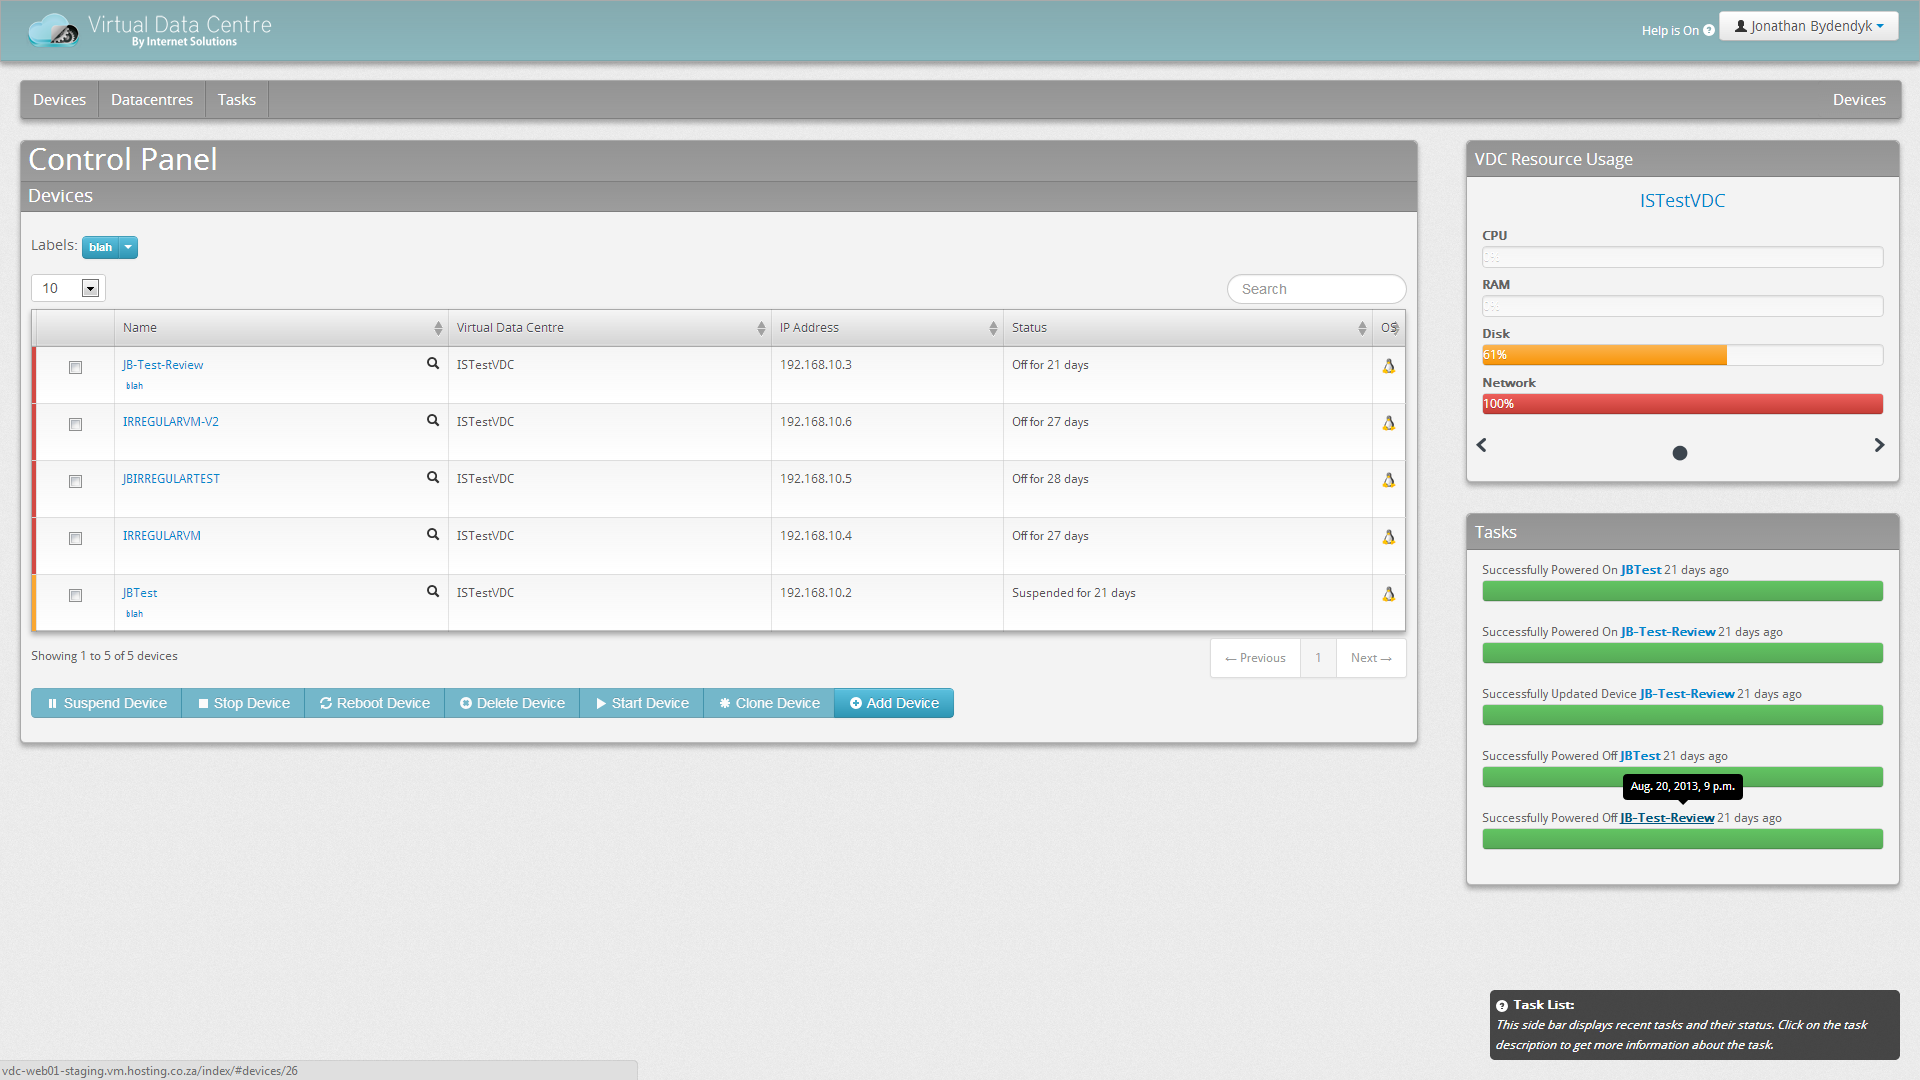 Virtual Data Centre
By Internet Solutions
Help is On
Jonathan Bydendyk
Devices Datacentres Tasks Devices
Control Panel
Devices
Labels: blah
10
Search
Name Virtual Data Centre IP Address Status OS
JB-Test-Review ISTestVDC 192.168.10.3 Off for 21 days
blah
IRREGULARVM-V2 ISTestVDC 192.168.10.6 Off for 27 days
JBIRREGULARTEST ISTestVDC 192.168.10.5 Off for 28 days
IRREGULARVM ISTestVDC 192.168.10.4 Off for 27 days
JBTest ISTestVDC 192.168.10.2 Suspended for 21 days
blah
Showing 1 to 5 of 5 devices
← Previous 1 Next →
Suspend Device Stop Device Reboot Device Delete Device Start Device Clone Device Add Device
VDC Resource Usage
ISTestVDC
CPU
RAM
Disk
61%
Network
100%
Tasks
Successfully Powered On JBTest 21 days ago
Successfully Powered On JB-Test-Review 21 days ago
Successfully Updated Device JB-Test-Review 21 days ago
Successfully Powered Off JBTest 21 days ago
Aug. 20, 2013, 9 p.m.
Successfully Powered Off JB-Test-Review 21 days ago
Task List:
This side bar displays recent tasks and their status. Click on the task
description to get more information about the task.
vdc-web01-staging.vm.hosting.co.za/index/#devices/26